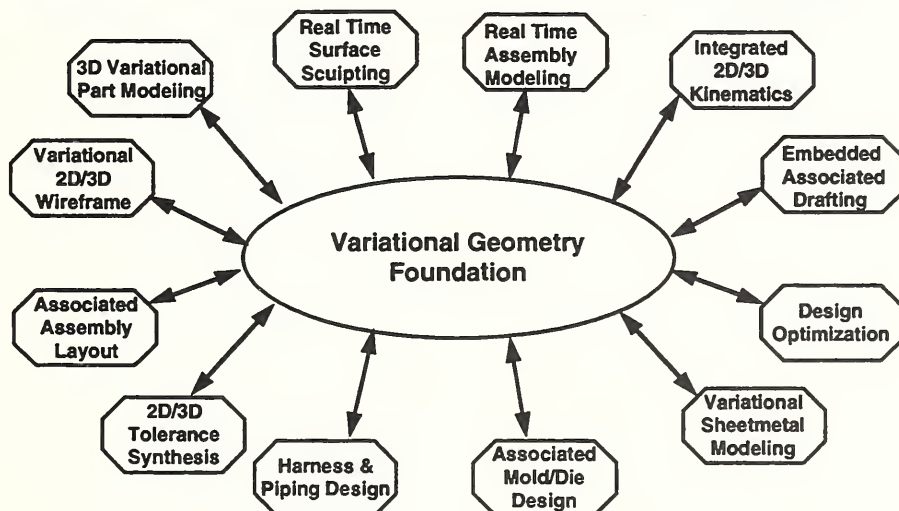 Real Time
Surface
Sculpting
Real Time
Assembly
Modeling
Integrated
2D/3D
Kinematics
3D Variational
Part Modeling
Variational
2D/3D
Wireframe
Embedded
Associated
Drafting
Variational Geometry
Foundation
Associated
Assembly
Layout
Design
Optimization
2D/3D
Tolerance
Synthesis
Variational
Sheetmetal
Modeling
Harness &
Piping Design
Associated
Mold/Die
Design